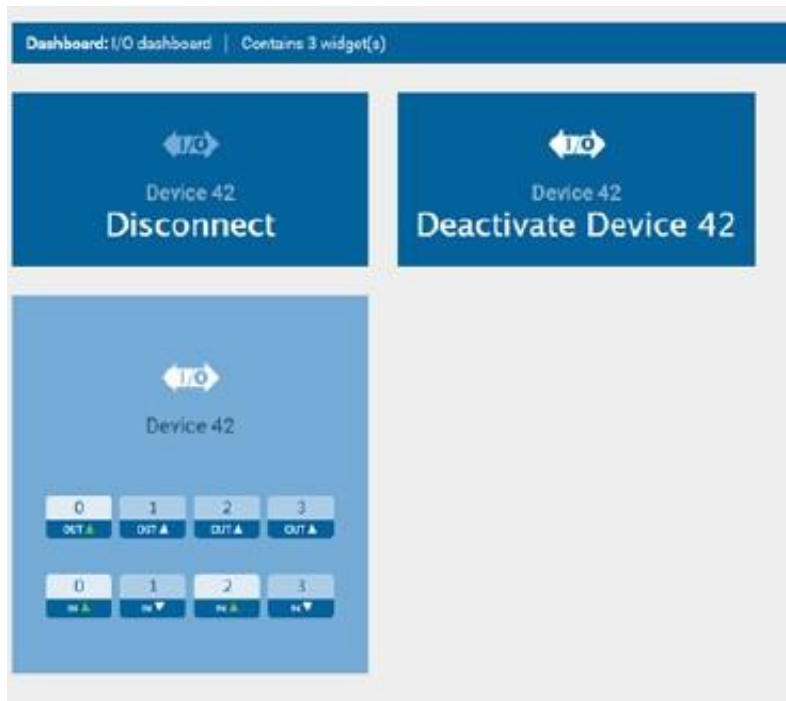 Dashboard: I/O dashboard | Contains 3 widget(s)
I/O
Device 42
Disconnect
I/O
Device 42
Deactivate Device 42
I/O
Device 42
0 1 2 3
OUT▲ OUT▲ OUT▲ OUT▲
0 1 2 3
IN▲ IN▼ IN▲ IN▼